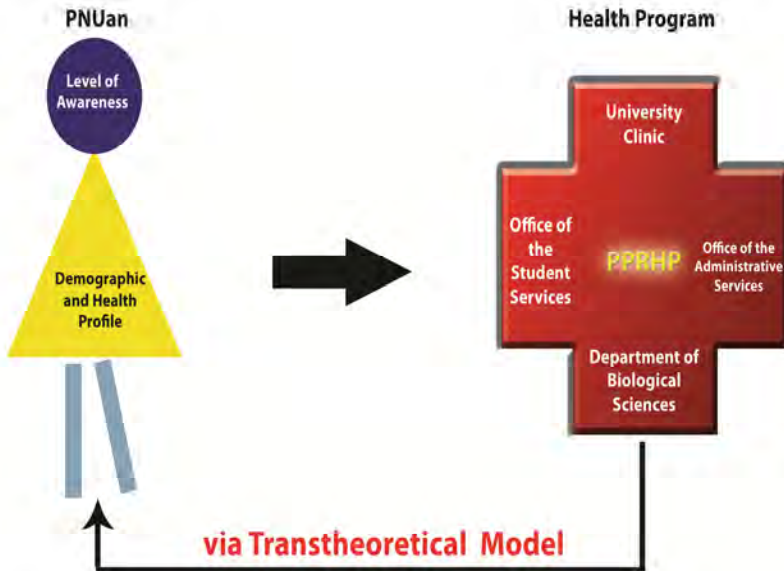 PNUan
Health Program
Level of
Awareness
Demographic
and Health
Profile
University
Clinic
Office of
the
Student
Services
PPRHP
Office of the
Administrative
Services
Department of
Biological
Sciences
via Transtheoretical Model